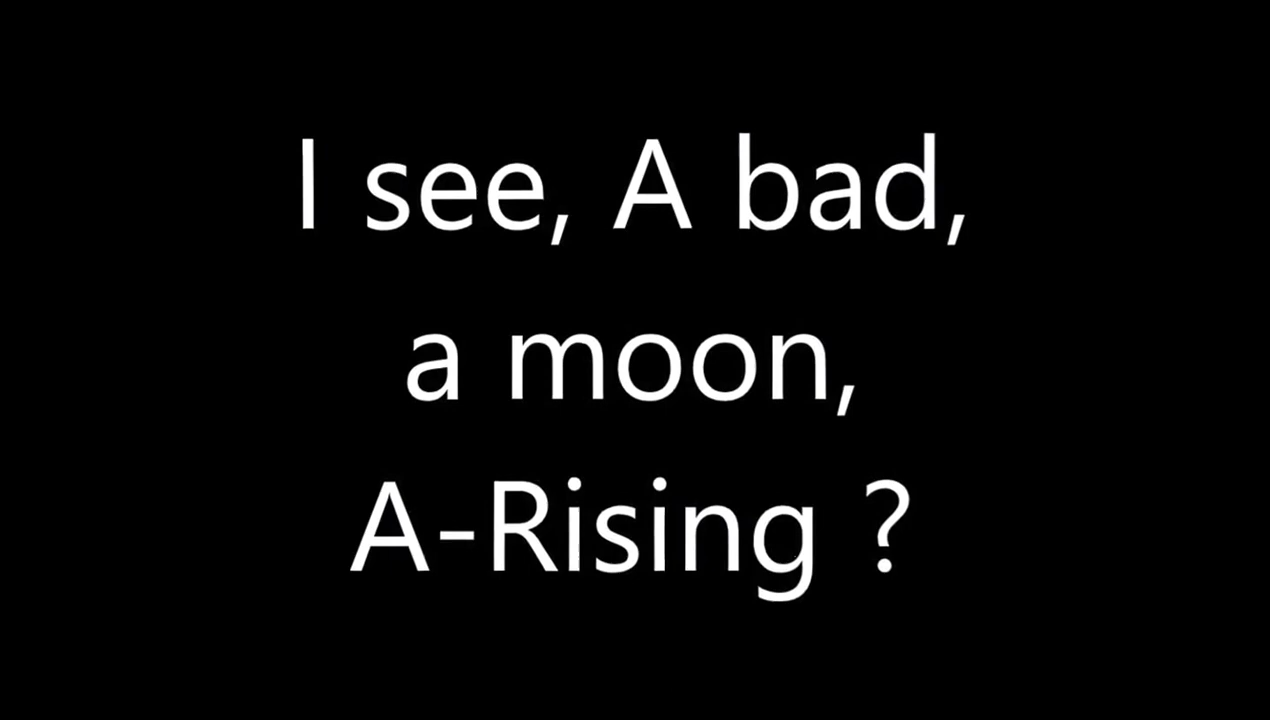 I see, A bad,
a moon,
A-Rising ?